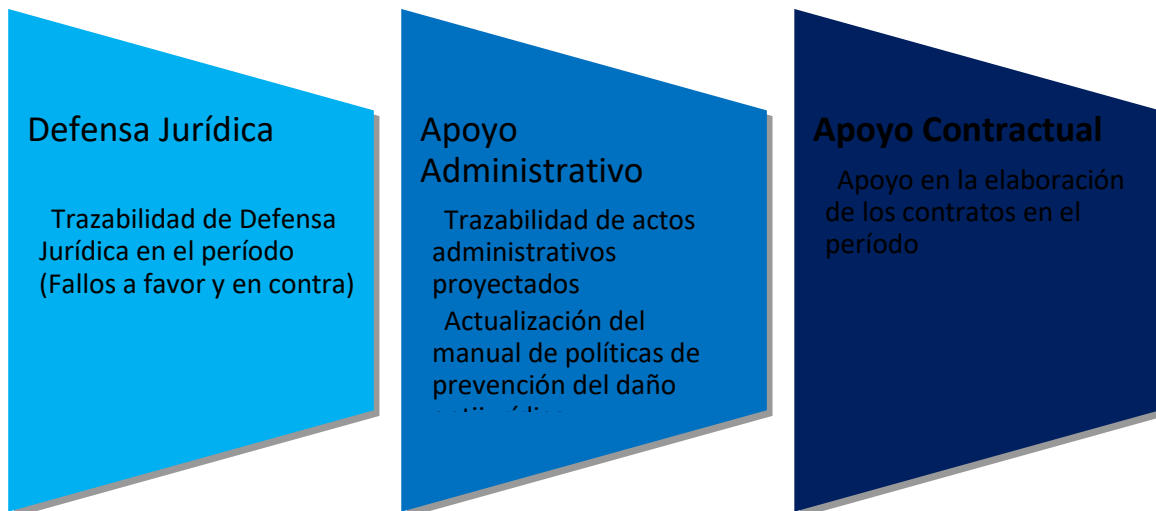 Defensa Jurídica
Trazabilidad de Defensa
Jurídica en el período
(Fallos a favor y en contra)
Apoyo
Administrativo
Trazabilidad de actos
administrativos
proyectados
Actualización del
manual de políticas de
prevención del daño
Apoyo Contractual
Apoyo en la elaboración
de los contratos en el
período